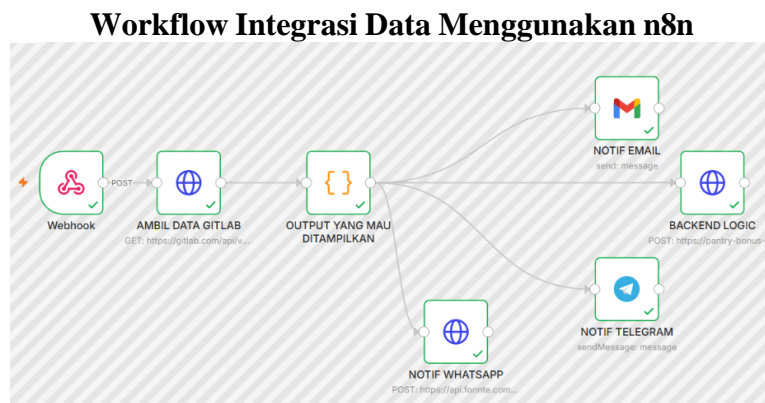 Workflow Integrasi Data Menggunakan n8n
NOTIF EMAIL
send: message
POST
Webhook
AMBIL DATA GITLAB
GET: https://gitlab.com/api/v...
OUTPUT YANG MAU
DITAMPILKAN
BACKEND LOGIC
POST: https://pantry-bonus-
NOTIF TELEGRAM
sendMessage: message
NOTIF WHATSAPP
POST: https://api.fonnte.com...